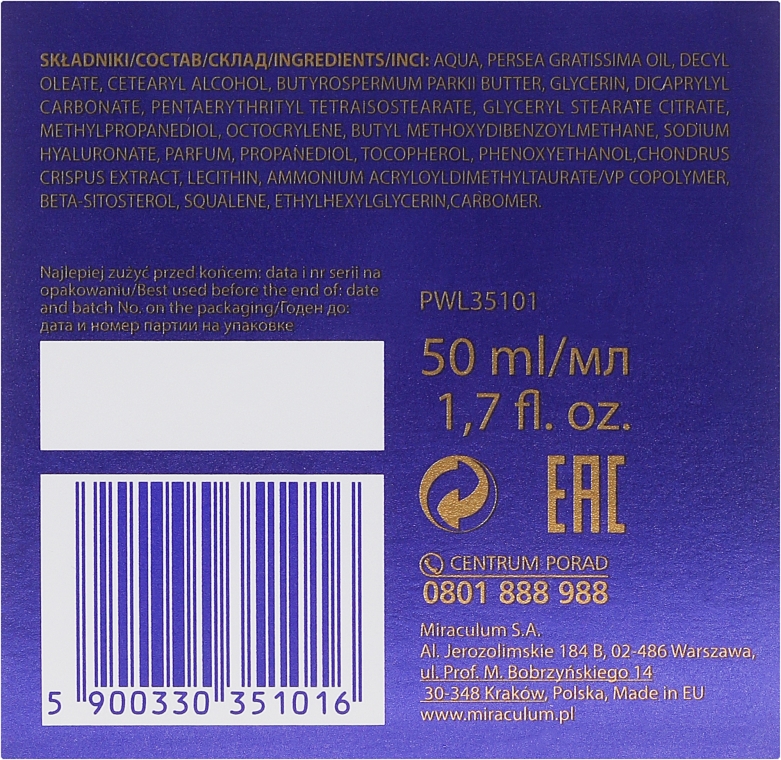 SKŁADNIKI/СОСТАВ/СКЛАД/INGREDIENTS/INCI: AQUA, PERSEA GRATISSIMA OIL, DECYL
OLEATE, CETEARYL ALCOHOL, BUTYROSPERMUM PARKII BUTTER, GLYCERIN, DICAPRYLYL
CARBONATE, PENTAERYTHRITYL TETRAISOSTEARATE, GLYCERYL STEARATE CITRATE,
METHYLPROPANEDIOL, OCTOCRYLENE, BUTYL METHOXYDIBENZOYLMETHANE, SODIUM
HYALURONATE, PARFUM, PROPANEDIOL, TOCOPHEROL, PHENOXYETHANOL,CHONDRUS
CRISPUS EXTRACT, LECITHIN, AMMONIUM ACRYLOYLDIMETHYLTAURATE/VP COPOLYMER,
BETA-SITOSTEROL, SQUALENE, ETHYLHEXYLGLYCERIN,CARBOMER.
Najlepiej zużyć przed końcem: data i nr serii na
opakowaniu/Best used before the end of: date
and batch No. on the packaging/Годен до:
дата и номер партии на упаковке
PWL35101
50 ml/мл
1,7 fl. oz.
EAC
CENTRUM PORAD
0801 888 988
Miraculum S.A.
Al. Jerozolimskie 184 B, 02-486 Warszawa,
ul. Prof. M. Bobrzyńskiego 14
30-348 Kraków, Polska, Made in EU
www.miraculum.pl
5 900330 351016